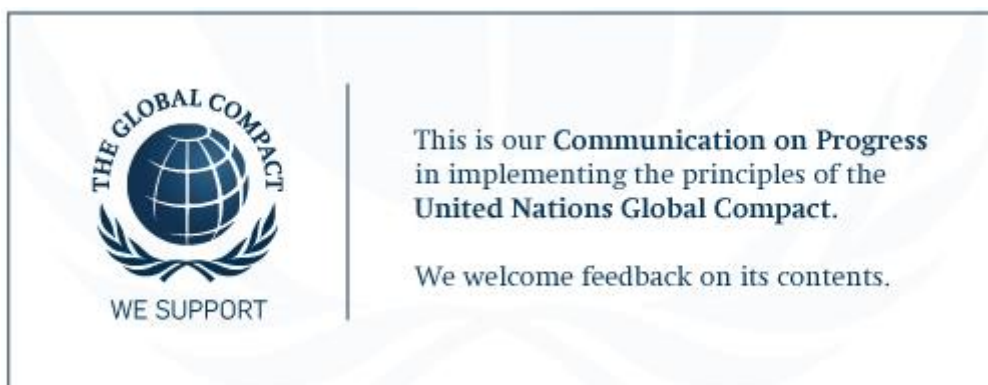 THE GLOBAL COMPACT
WE SUPPORT
This is our Communication on Progress
in implementing the principles of the
United Nations Global Compact.
We welcome feedback on its contents.